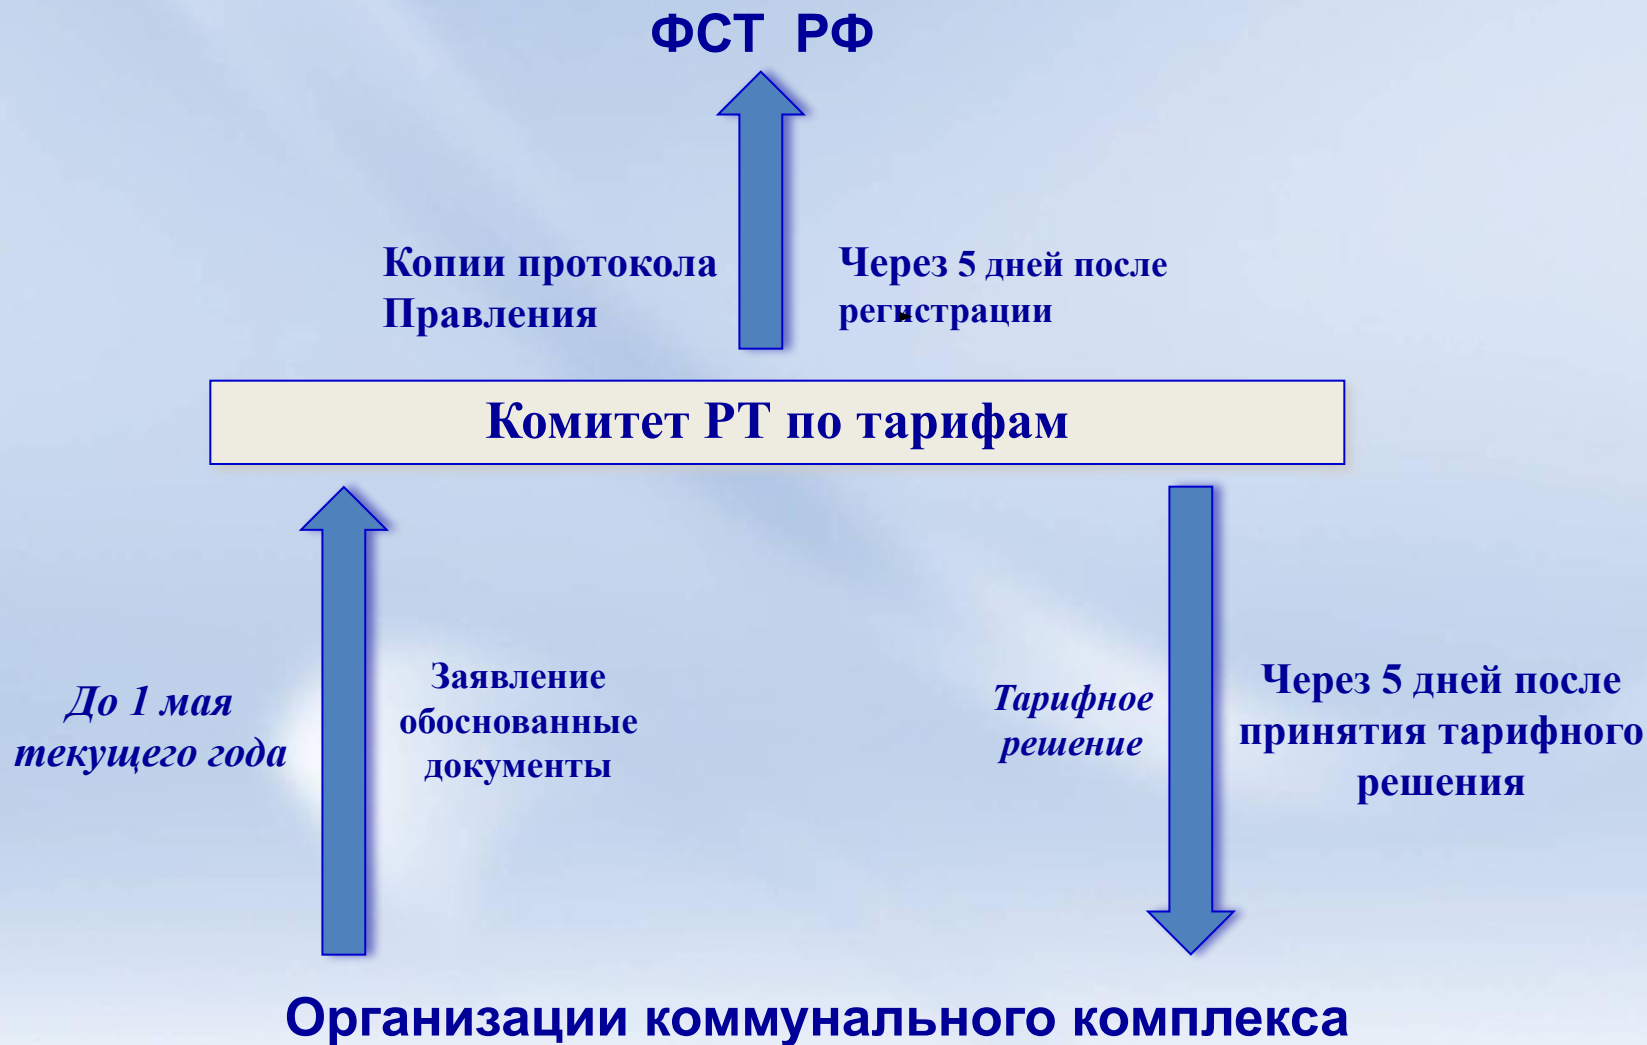 ФСТ РФ
Копии протокола
Правления
Через 5 дней после
регистрации
Комитет РТ по тарифам
До 1 мая
текущего года
Заявление
обоснованные
документы
Тарифное
решение
Через 5 дней после
принятия тарифного
решения
Организации коммунального комплекса